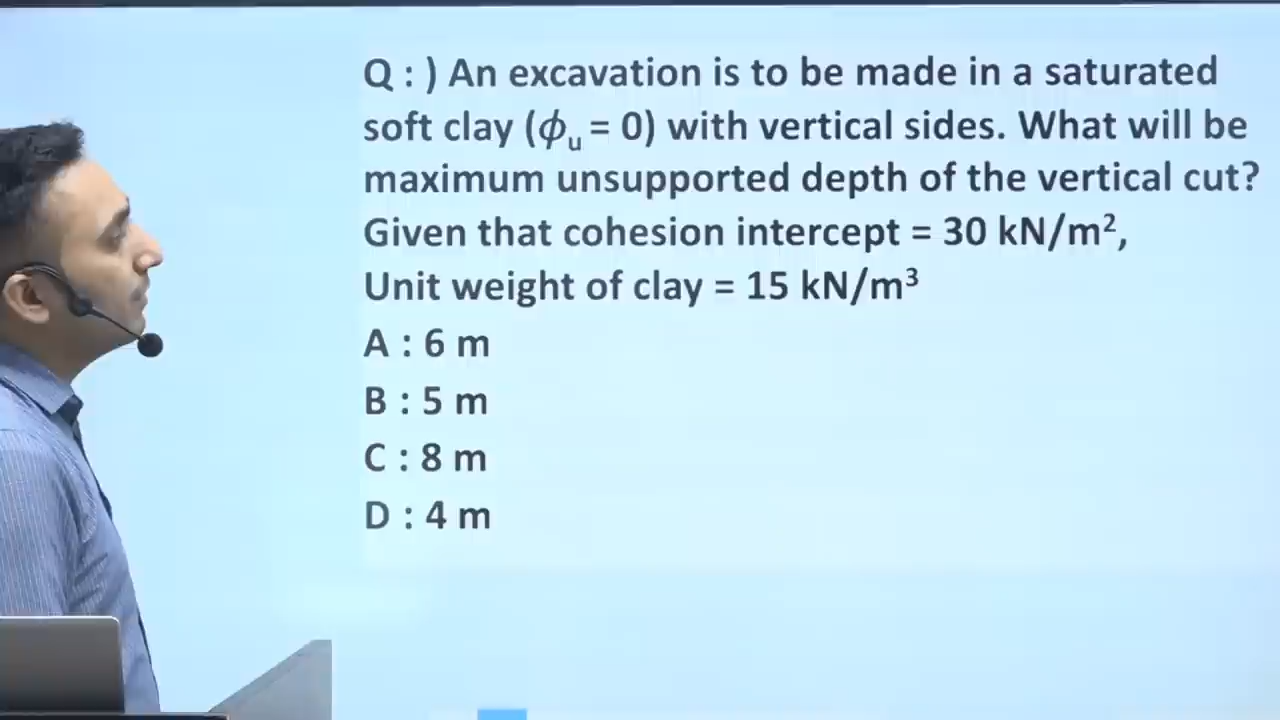 Q : ) An excavation is to be made in a saturated
soft clay (ϕᵤ = 0) with vertical sides. What will be
maximum unsupported depth of the vertical cut?
Given that cohesion intercept = 30 kN/m²,
Unit weight of clay = 15 kN/m³
A : 6 m
B : 5 m
C : 8 m
D : 4 m